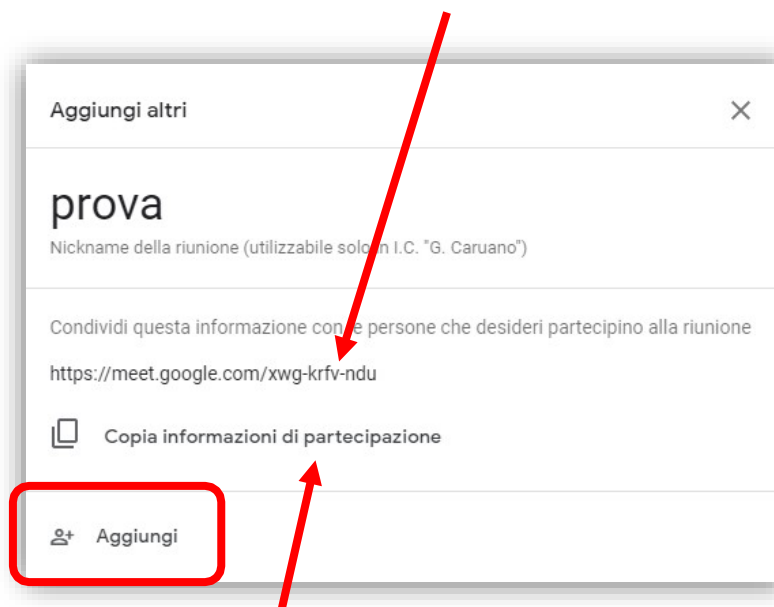 Aggiungi altri
prova
Nickname della riunione (utilizzabile solo in I.C. "G. Caruano")
Condividi questa informazione con le persone che desideri partecipino alla riunione
https://meet.google.com/xwg-krfv-ndu
Copia informazioni di partecipazione
Aggiungi